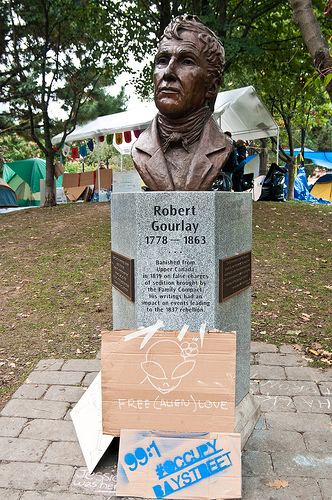 Robert
Gourlay
1778 — 1863
Banished from
Upper Canada
in 1819 on false charges
of sedition brought by
the Family Compact.
His writings had an
impact on events leading
to the 1837 rebellion.
FREE (ALIEN) LOVE
99:1
#OCCUPY
BAYSTREET